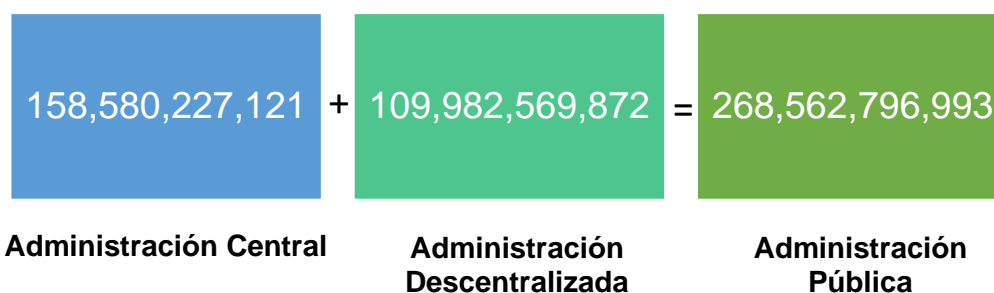 158,580,227,121 + 109,982,569,872 = 268,562,796,993
Administración Central
Administración
Descentralizada
Administración
Pública